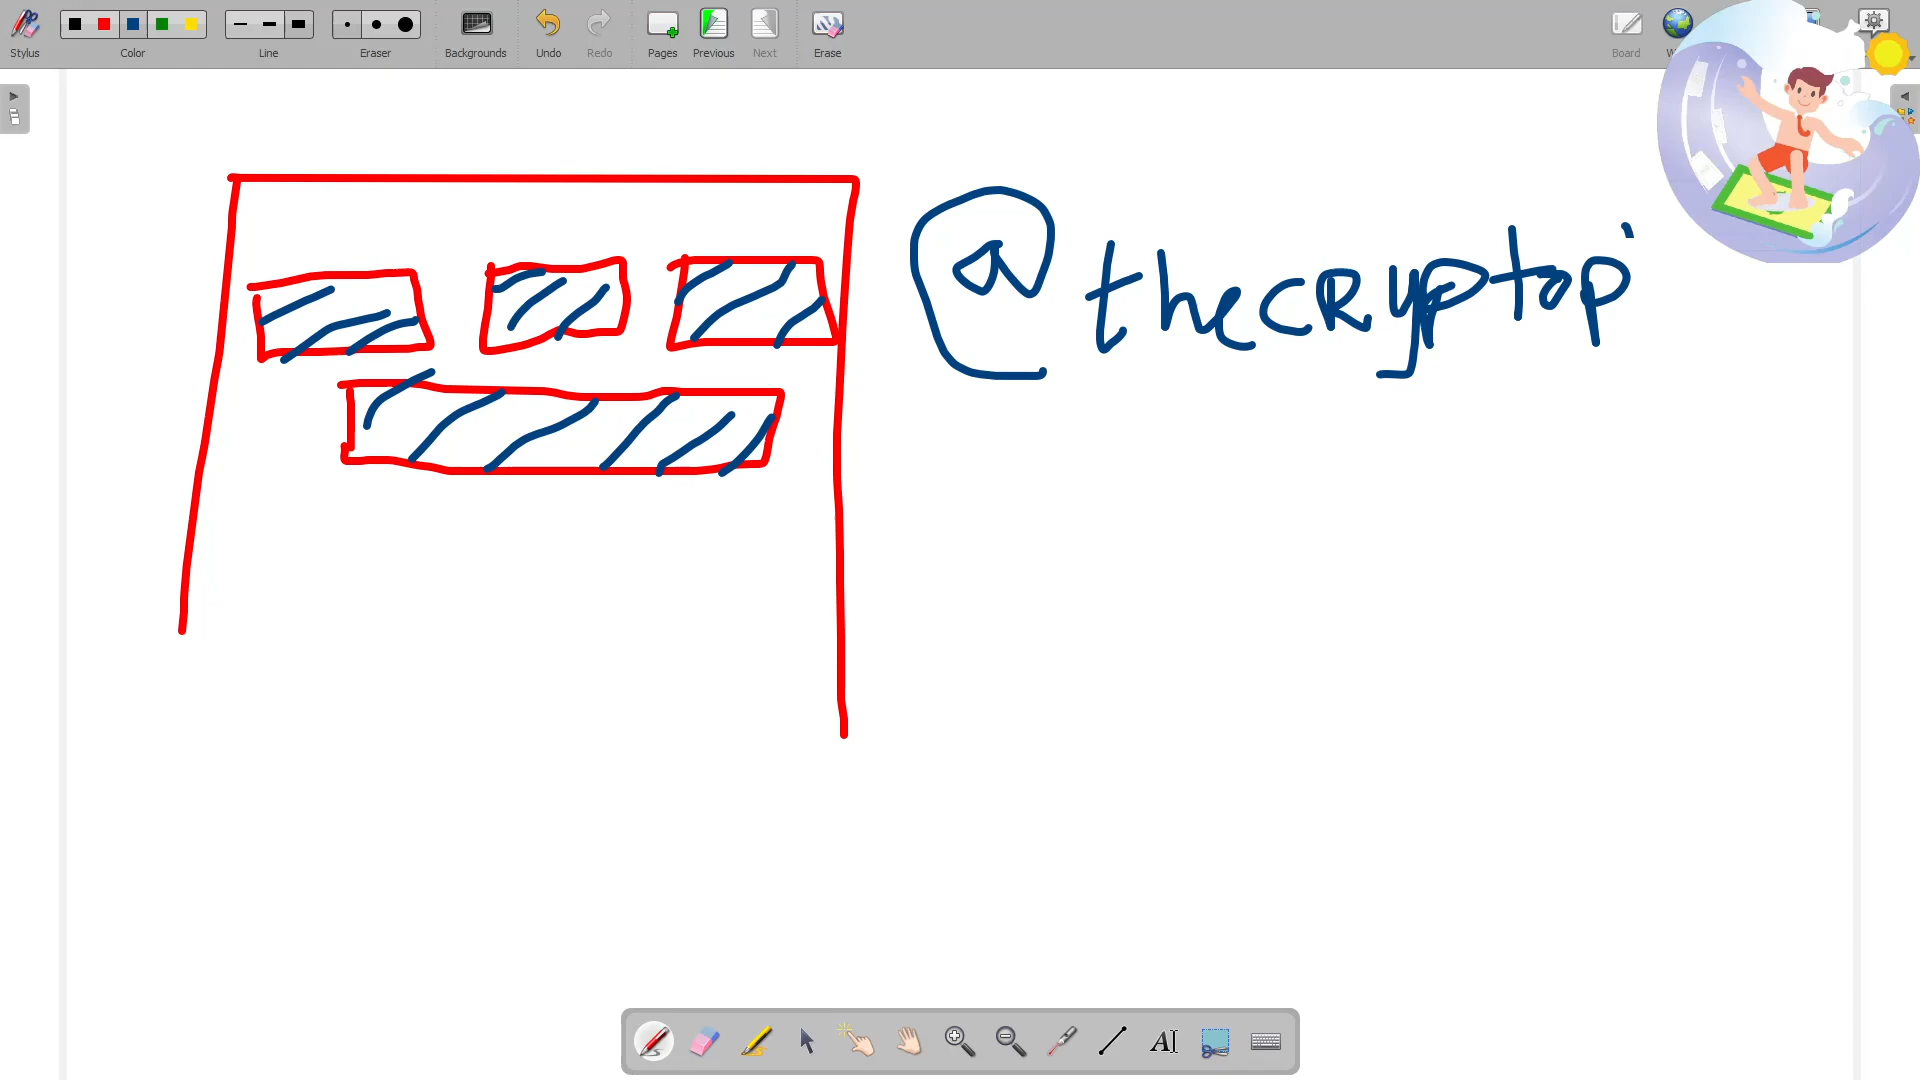 Stylus
Color
Line
Eraser
Backgrounds
Undo
Redo
Pages
Previous
Next
Erase
Board
@thecryptop